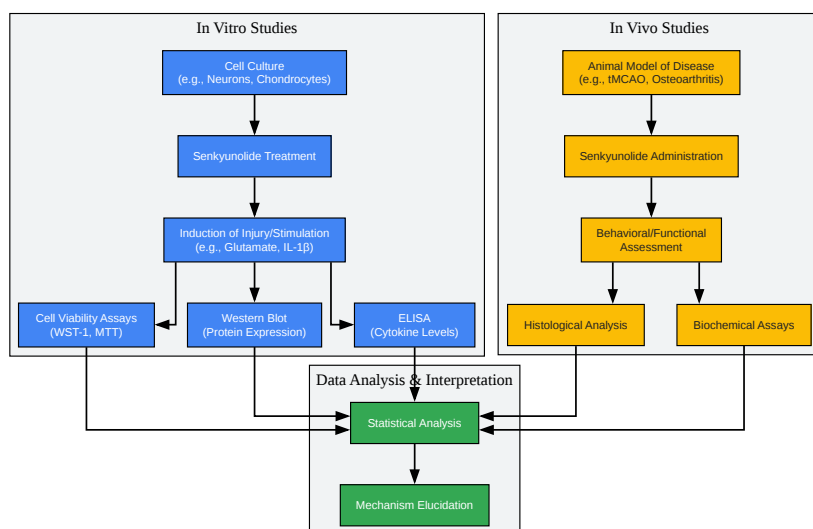 In Vitro Studies
Cell Culture
(e.g., Neurons, Chondrocytes)
Senkyunolide Treatment
Induction of Injury/Stimulation
(e.g., Glutamate, IL-1β)
Cell Viability Assays
(WST-1, MTT)
Western Blot
(Protein Expression)
ELISA
(Cytokine Levels)
In Vivo Studies
Animal Model of Disease
(e.g., tMCAO, Osteoarthritis)
Senkyunolide Administration
Behavioral/Functional
Assessment
Histological Analysis
Biochemical Assays
Data Analysis & Interpretation
Statistical Analysis
Mechanism Elucidation